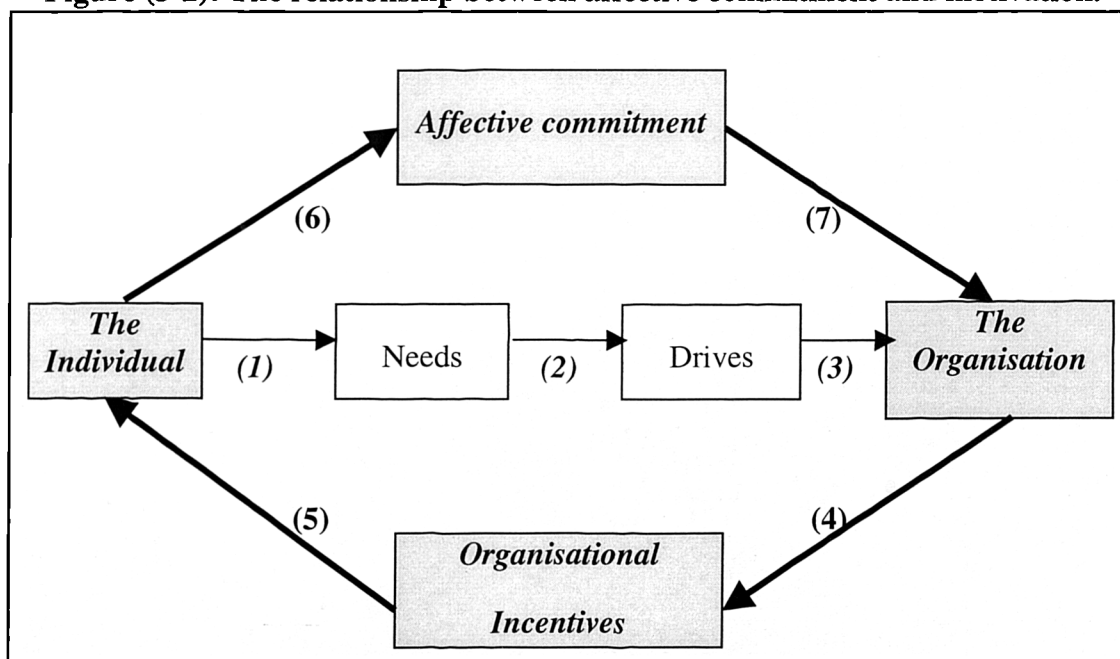 Affective commitment
(6)
(7)
The
Individual
(1)
Needs
(2)
Drives
(3)
The
Organisation
(5)
(4)
Organisational
Incentives